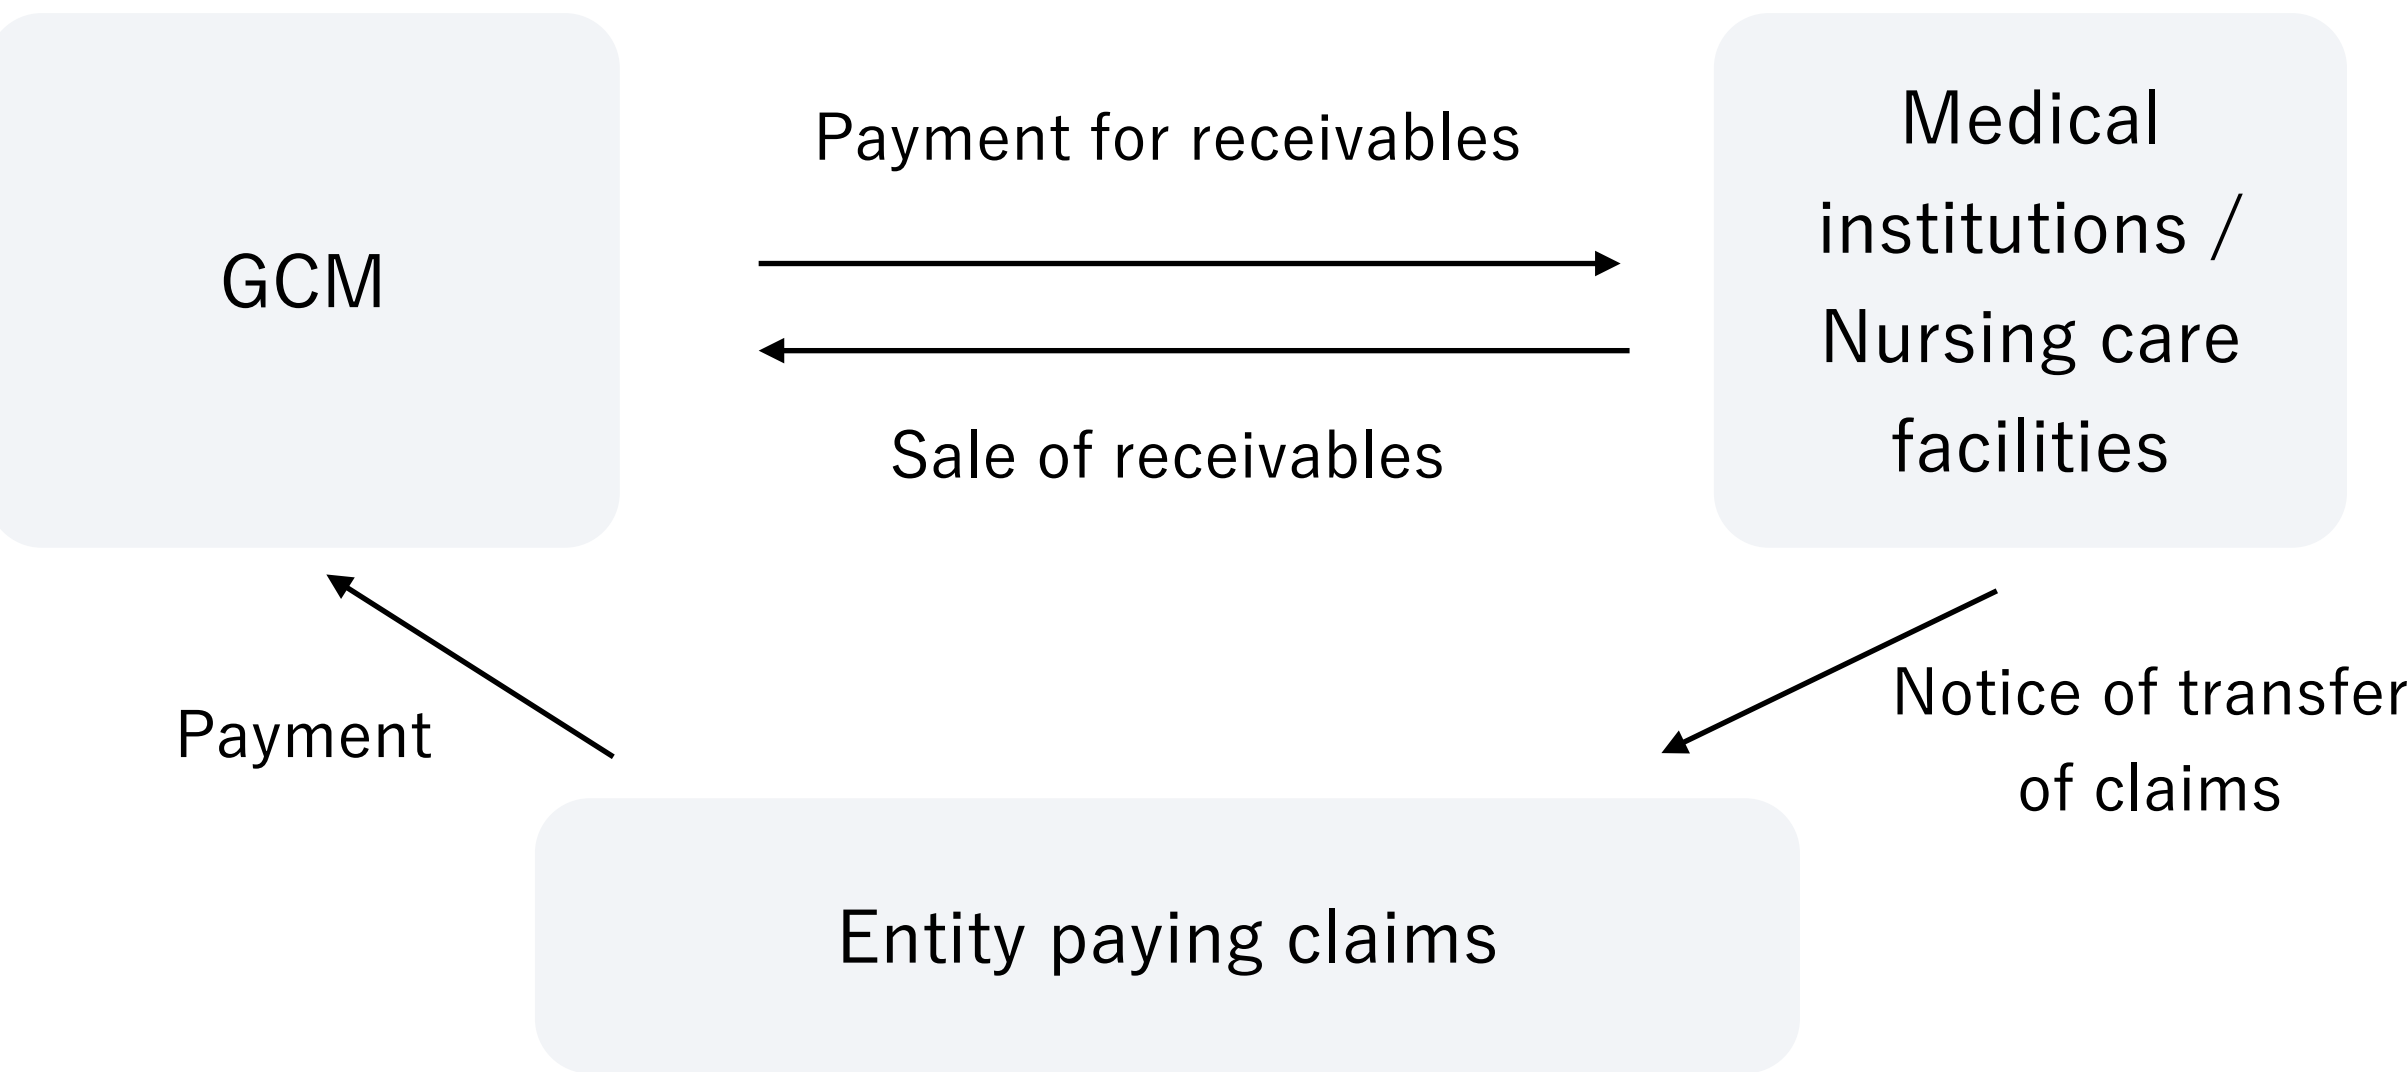 GCM
Payment for receivables
Sale of receivables
Medical
institutions /
Nursing care
facilities
Payment
Notice of transfer
of claims
Entity paying claims